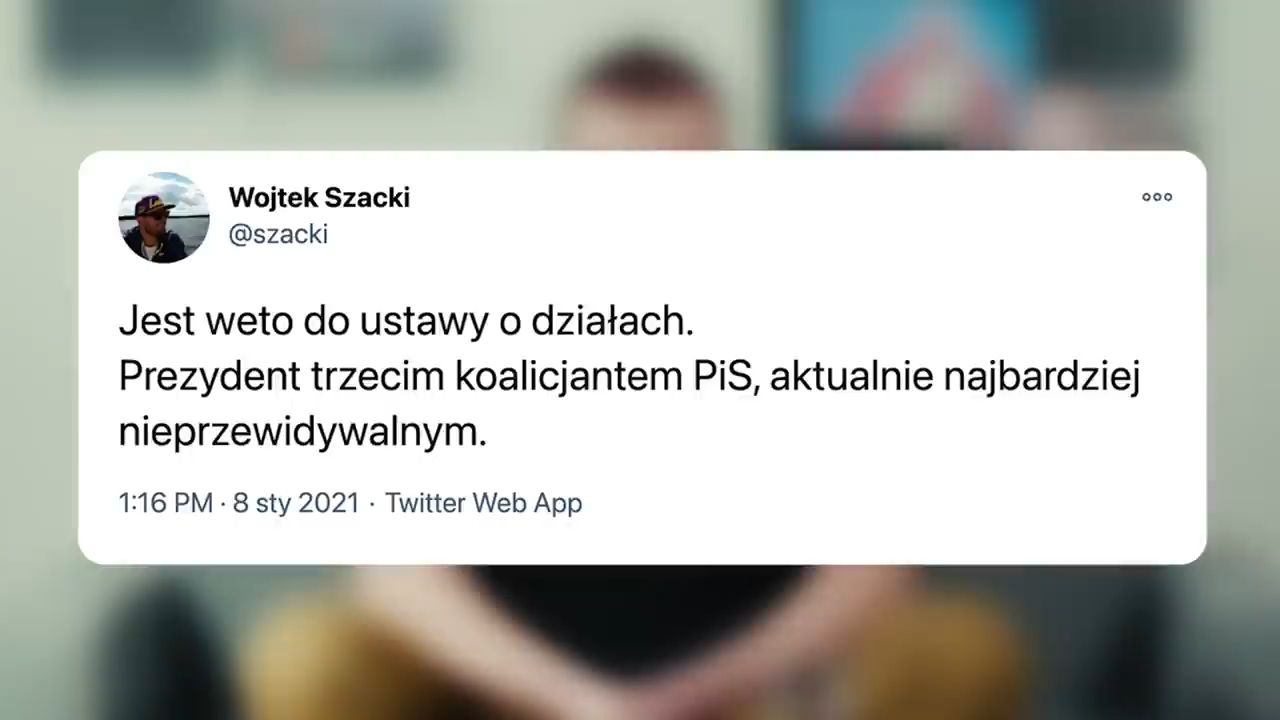 Wojtek Szacki
@szacki
Jest weto do ustawy o działach.
Prezydent trzecim koalicjantem PiS, aktualnie najbardziej
nieprzewidywalnym.
1:16 PM · 8 sty 2021 · Twitter Web App